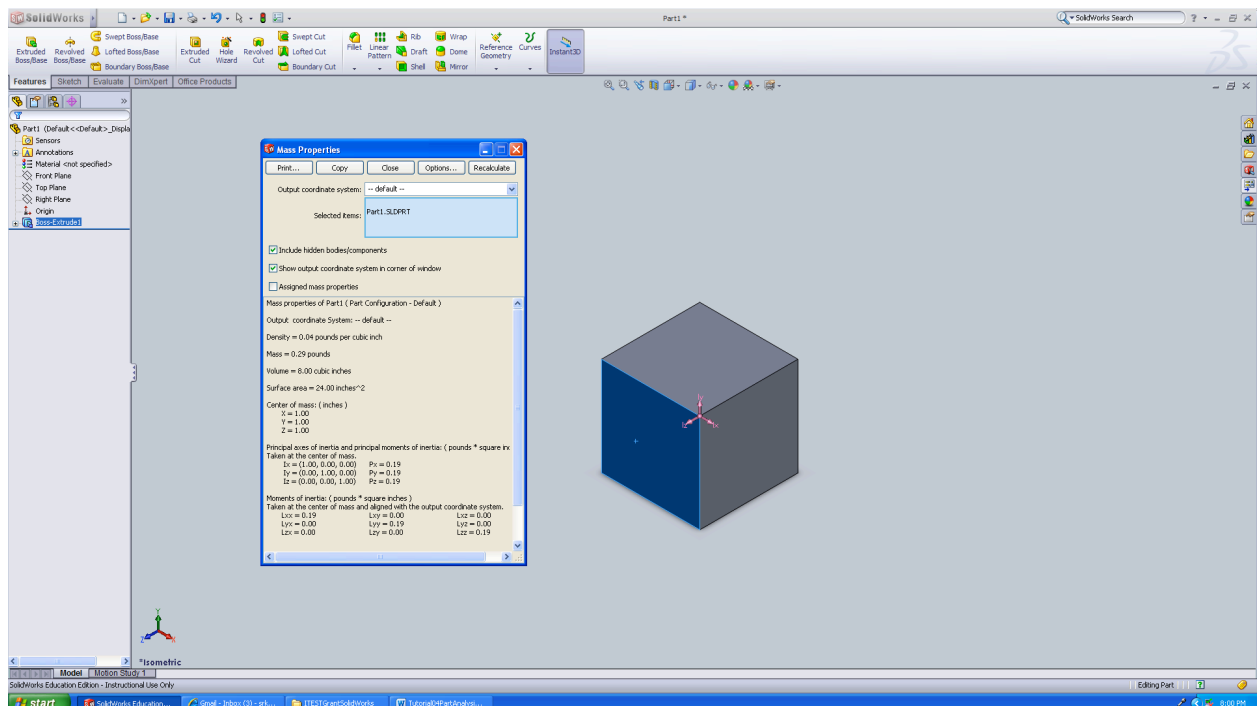 SolidWorks
Part1 *
SolidWorks Search
Extruded Boss/Base
Revolved Boss/Base
Swept Boss/Base
Lofted Boss/Base
Boundary Boss/Base
Extruded Cut
Hole Wizard
Revolved Cut
Swept Cut
Lofted Cut
Boundary Cut
Fillet
Linear Pattern
Rib
Draft
Shell
Wrap
Dome
Mirror
Reference Geometry
Curves
Instant3D
Features Sketch Evaluate DimXpert Office Products
Part1 (Default<<Default>_Displa
Sensors
Annotations
Material <not specified>
Front Plane
Top Plane
Right Plane
Origin
Boss-Extrude1
Mass Properties
Print... Copy Close Options... Recalculate
Output coordinate system: -- default --
Selected items: Part1.SLDPRT
Include hidden bodies/components
Show output coordinate system in corner of window
Assigned mass properties
Mass properties of Part1 ( Part Configuration - Default )
Output coordinate System: -- default --
Density = 0.04 pounds per cubic inch
Mass = 0.29 pounds
Volume = 8.00 cubic inches
Surface area = 24.00 inches^2
Center of mass: ( inches )
X = 1.00
Y = 1.00
Z = 1.00
Principal axes of inertia and principal moments of inertia: ( pounds * square inc
Taken at the center of mass.
Ix = (1.00, 0.00, 0.00) Px = 0.19
Iy = (0.00, 1.00, 0.00) Py = 0.19
Iz = (0.00, 0.00, 1.00) Pz = 0.19
Moments of inertia: ( pounds * square inches )
Taken at the center of mass and aligned with the output coordinate system.
Lxx = 0.19 Lxy = 0.00 Lxz = 0.00
Lyx = 0.00 Lyy = 0.19 Lyz = 0.00
Lzx = 0.00 Lzy = 0.00 Lzz = 0.19
Y
Z X
*Isometric
Model Motion Study 1
SolidWorks Education Edition - Instructional Use Only
Editing Part
start SolidWorks Education... Gmail - Inbox (3) - srk... ITESTGrantSolidWorks Tutorial04PartAnalysi... 8:00 PM